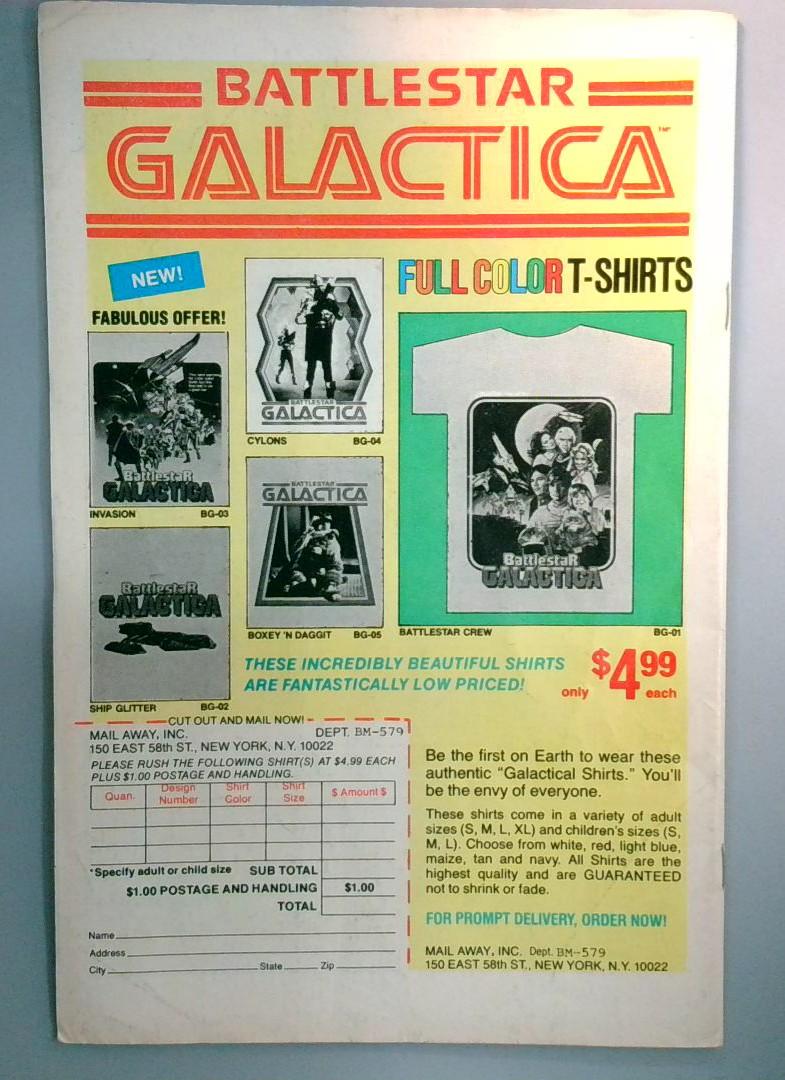 BATTLESTAR
GALACTICA™
NEW!
FABULOUS OFFER!
FULL COLOR T-SHIRTS
BATTLESTAR
GALACTICA
CYLONS BG-04
Battlestar
GALACTICA
INVASION BG-03
BATTLESTAR
GALACTICA
BOXEY 'N DAGGIT BG-05
Battlestar
GALACTICA
BATTLESTAR CREW BG-01
Battlestar
GALACTICA
SHIP GLITTER BG-02
THESE INCREDIBLY BEAUTIFUL SHIRTS
ARE FANTASTICALLY LOW PRICED!
only $4.99 each
CUT OUT AND MAIL NOW!
MAIL AWAY, INC. DEPT. BM-579
150 EAST 58th ST., NEW YORK, N.Y. 10022
PLEASE RUSH THE FOLLOWING SHIRT(S) AT $4.99 EACH
PLUS $1.00 POSTAGE AND HANDLING.
Quan. Design Number Shirt Color Shirt Size $ Amount $
*Specify adult or child size SUB TOTAL
$1.00 POSTAGE AND HANDLING $1.00
TOTAL
Name
Address
City State Zip
Be the first on Earth to wear these
authentic "Galactical Shirts." You'll
be the envy of everyone.
These shirts come in a variety of adult
sizes (S, M, L, XL) and children's sizes (S,
M, L). Choose from white, red, light blue,
maize, tan and navy. All Shirts are the
highest quality and are GUARANTEED
not to shrink or fade.
FOR PROMPT DELIVERY, ORDER NOW!
MAIL AWAY, INC. Dept. BM-579
150 EAST 58th ST., NEW YORK, N.Y. 10022